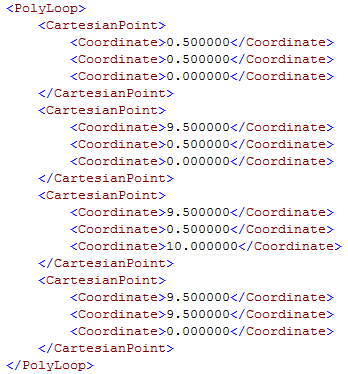 <PolyLoop>
<CartesianPoint>
<Coordinate>0.500000</Coordinate>
<Coordinate>0.500000</Coordinate>
<Coordinate>0.000000</Coordinate>
</CartesianPoint>
<CartesianPoint>
<Coordinate>9.500000</Coordinate>
<Coordinate>0.500000</Coordinate>
<Coordinate>0.000000</Coordinate>
</CartesianPoint>
<CartesianPoint>
<Coordinate>9.500000</Coordinate>
<Coordinate>0.500000</Coordinate>
<Coordinate>10.000000</Coordinate>
</CartesianPoint>
<CartesianPoint>
<Coordinate>9.500000</Coordinate>
<Coordinate>9.500000</Coordinate>
<Coordinate>0.000000</Coordinate>
</CartesianPoint>
</PolyLoop>